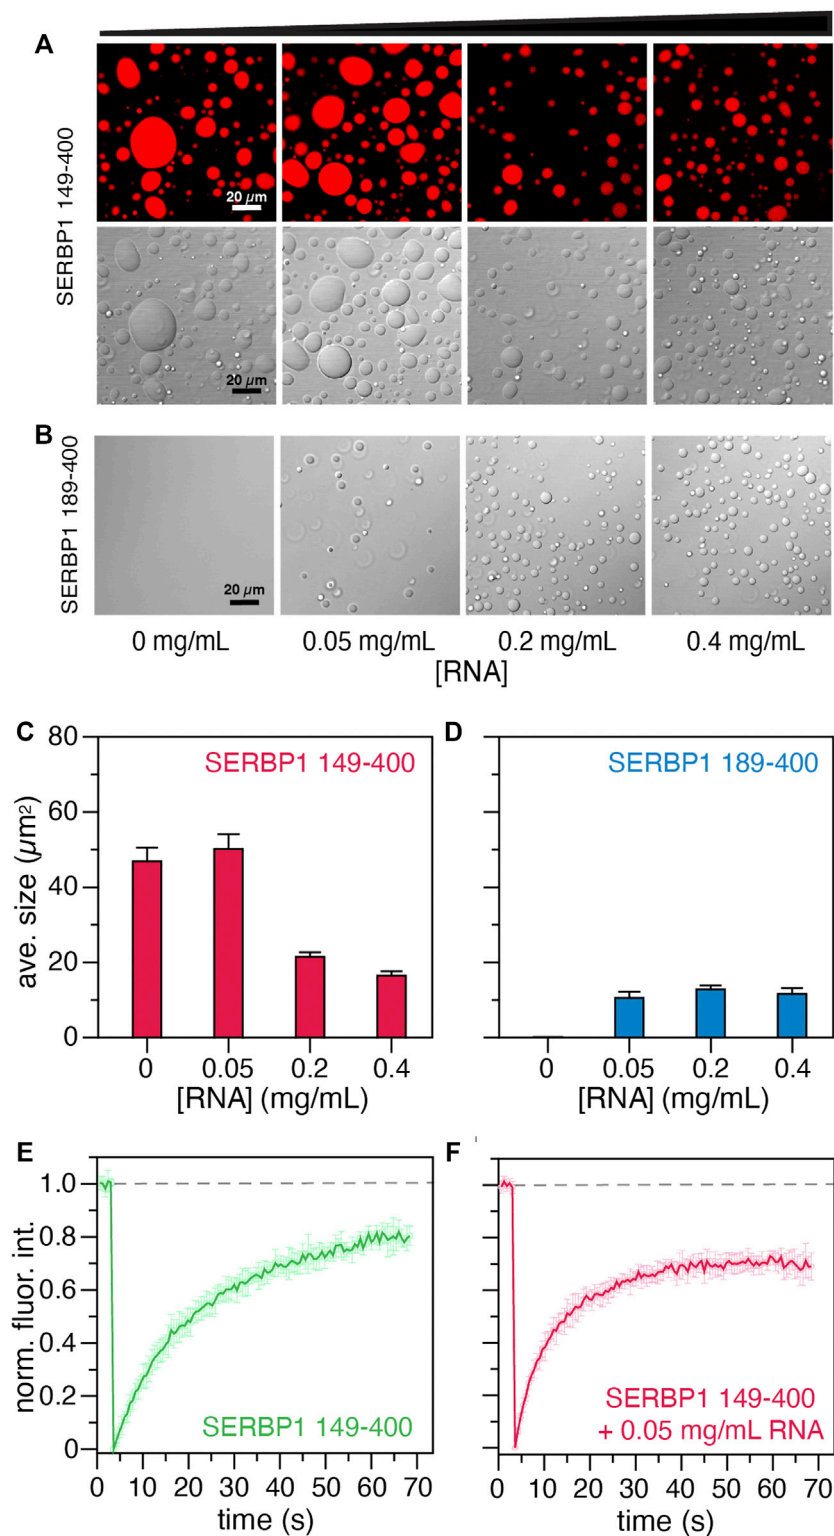 A
SERBP1 149-400
20 µm
20 µm
B
SERBP1 189-400
20 µm
0 mg/mL
0.05 mg/mL
0.2 mg/mL
0.4 mg/mL
[RNA]
C
80
60
40
20
0
ave. size (µm²)
SERBP1 149-400
0
0.05
0.2
0.4
[RNA] (mg/mL)
D
SERBP1 189-400
0
0.05
0.2
0.4
[RNA] (mg/mL)
E
1.0
0.8
0.6
0.4
0.2
0
norm. fluor. int.
SERBP1 149-400
0 10 20 30 40 50 60 70
time (s)
F
SERBP1 149-400
+ 0.05 mg/mL RNA
0 10 20 30 40 50 60 70
time (s)